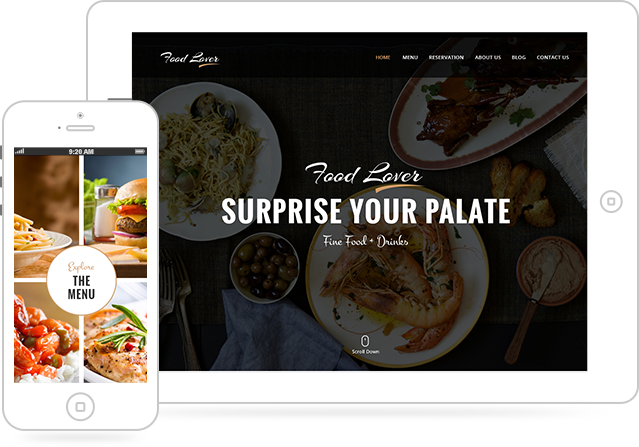 Food Lover
HOME MENU RESERVATION ABOUT US BLOG CONTACT US
Food Lover
SURPRISE YOUR PALATE
Fine Food + Drinks
Scroll Down
9:20 AM
Explore
THE
MENU